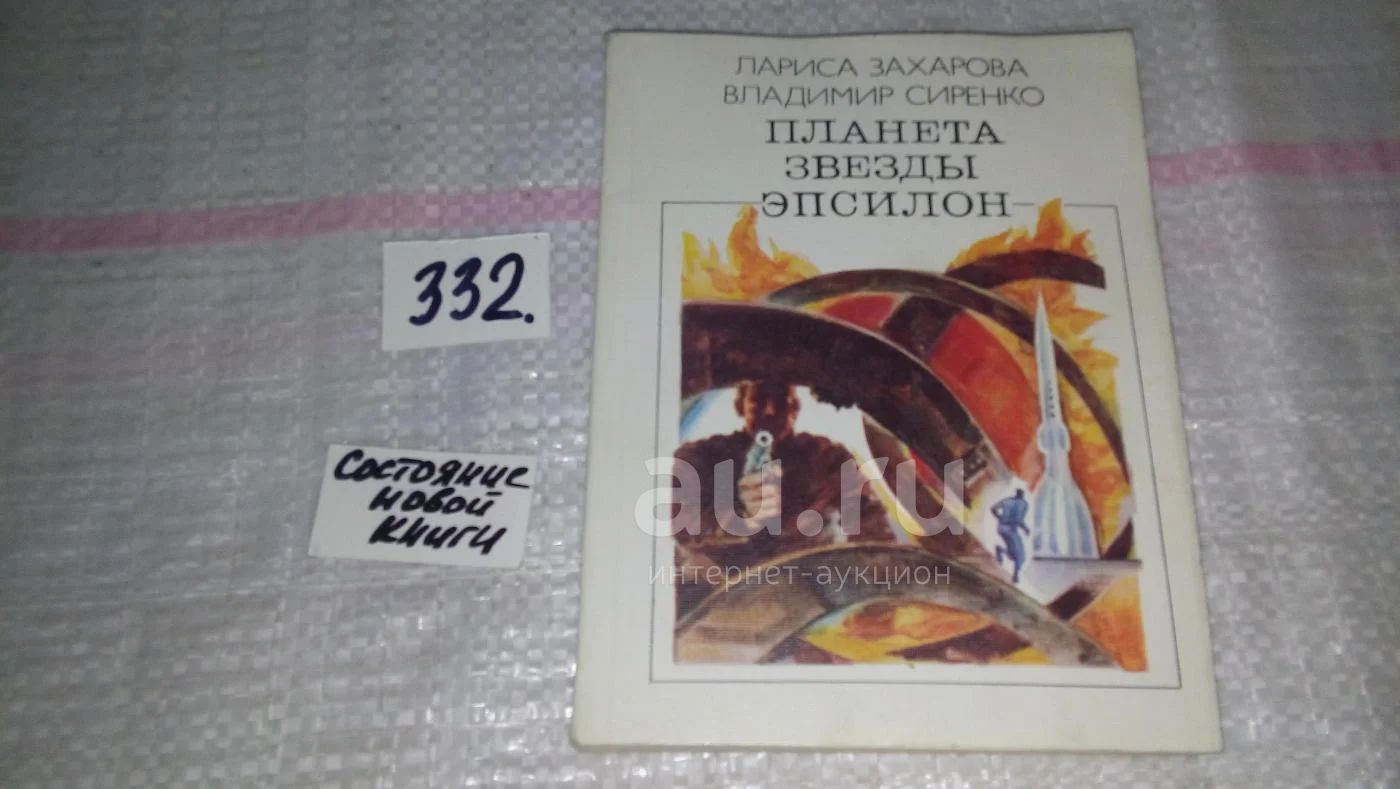 ЛАРИСА ЗАХАРОВА
ВЛАДИМИР СИРЕНКО
ПЛАНЕТА
ЗВЕЗДЫ
ЭПСИЛОН
332.
Состояние
новой
книги
au.ru
интернет-аукцион